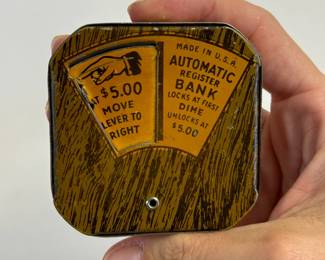 AT $5.00
MOVE
LEVER TO
RIGHT
MADE IN U.S.A.
AUTOMATIC
REGISTER
BANK
LOCKS AT FIRST
DIME
UNLOCKS AT
$5.00